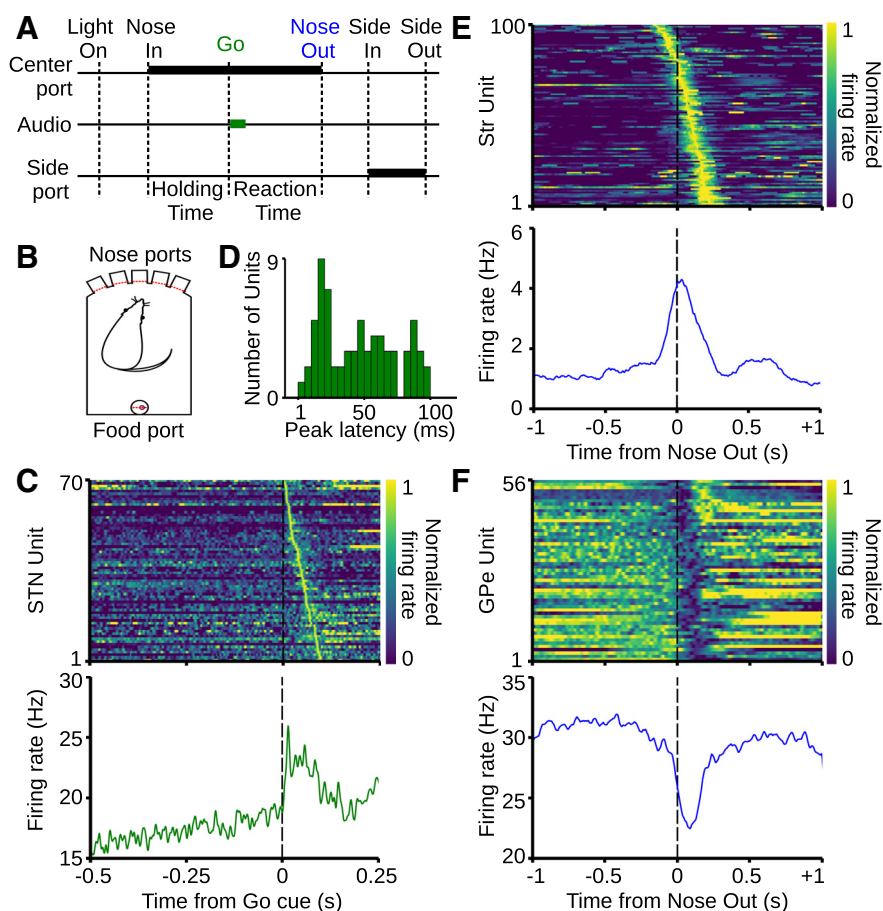 A
Light On
Nose In
Go
Nose Out
Side In
Side Out
Center port
Audio
Side port
Holding Time
Reaction Time
B
Nose ports
Food port
D
Number of Units
9
0
1
50
100
Peak latency (ms)
C
STN Unit
70
1
1
0
Normalized firing rate
Firing rate (Hz)
30
25
20
15
-0.5
-0.25
0
0.25
Time from Go cue (s)
E
Str Unit
100
1
1
0
Normalized firing rate
Firing rate (Hz)
6
4
2
0
-1
-0.5
0
0.5
+1
Time from Nose Out (s)
F
GPe Unit
56
1
1
0
Normalized firing rate
Firing rate (Hz)
35
30
25
20
-1
-0.5
0
0.5
+1
Time from Nose Out (s)